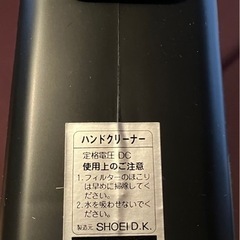 ハンドクリーナー
定格電圧 DC
使用上のご注意
1. フィルターのほこり
は早めに掃除してく
ださい。
2. 水を吸わせないでく
ださい。
製造元 SHOEI D.K.